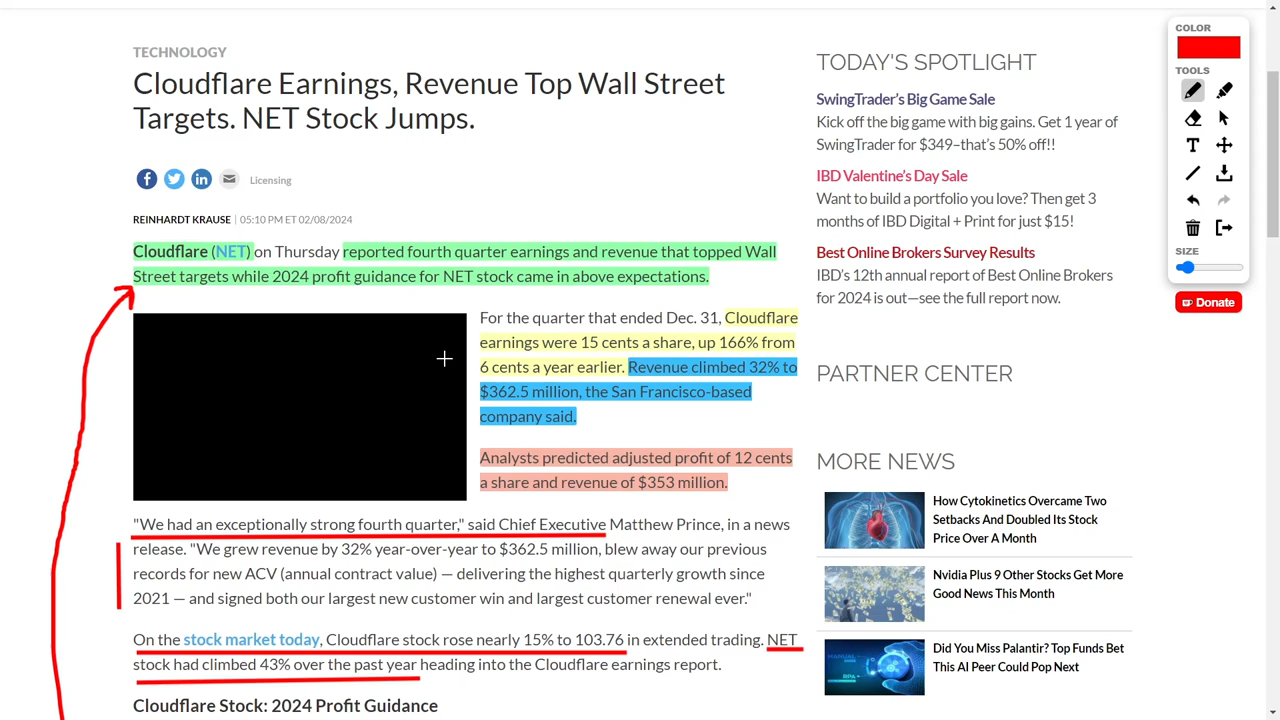 TECHNOLOGY
Cloudflare Earnings, Revenue Top Wall Street
Targets. NET Stock Jumps.
Licensing
REINHARDT KRAUSE | 05:10 PM ET 02/08/2024
Cloudflare (NET) on Thursday reported fourth quarter earnings and revenue that topped Wall
Street targets while 2024 profit guidance for NET stock came in above expectations.
For the quarter that ended Dec. 31, Cloudflare
earnings were 15 cents a share, up 166% from
6 cents a year earlier. Revenue climbed 32% to
$362.5 million, the San Francisco-based
company said.
Analysts predicted adjusted profit of 12 cents
a share and revenue of $353 million.
"We had an exceptionally strong fourth quarter," said Chief Executive Matthew Prince, in a news
release. "We grew revenue by 32% year-over-year to $362.5 million, blew away our previous
records for new ACV (annual contract value) — delivering the highest quarterly growth since
2021 — and signed both our largest new customer win and largest customer renewal ever."
On the stock market today, Cloudflare stock rose nearly 15% to 103.76 in extended trading. NET
stock had climbed 43% over the past year heading into the Cloudflare earnings report.
Cloudflare Stock: 2024 Profit Guidance
TODAY'S SPOTLIGHT
SwingTrader's Big Game Sale
Kick off the big game with big gains. Get 1 year of
SwingTrader for $349–that's 50% off!!
IBD Valentine's Day Sale
Want to build a portfolio you love? Then get 3
months of IBD Digital + Print for just $15!
Best Online Brokers Survey Results
IBD's 12th annual report of Best Online Brokers
for 2024 is out—see the full report now.
PARTNER CENTER
MORE NEWS
How Cytokinetics Overcame Two
Setbacks And Doubled Its Stock
Price Over A Month
Nvidia Plus 9 Other Stocks Get More
Good News This Month
MANUAL
RPA
Did You Miss Palantir? Top Funds Bet
This AI Peer Could Pop Next
COLOR
TOOLS
T
SIZE
Donate